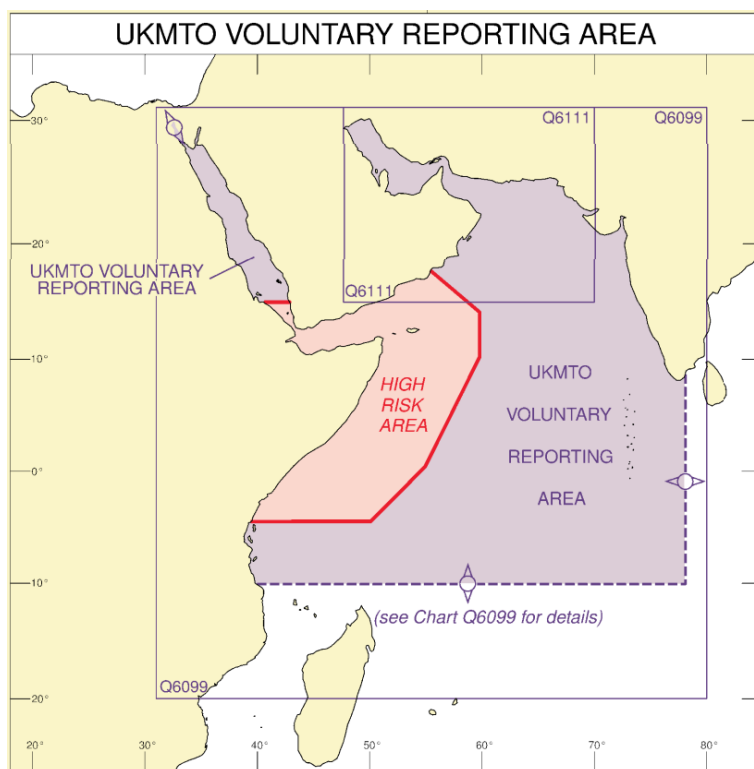 UKMTO VOLUNTARY REPORTING AREA
Q6111
Q6099
30°
20°
UKMTO VOLUNTARY
REPORTING AREA
Q6111
10°
HIGH
RISK
AREA
UKMTO
VOLUNTARY
REPORTING
AREA
0°
10°
(see Chart Q6099 for details)
Q6099
20°
20°
30°
40°
50°
60°
70°
80°